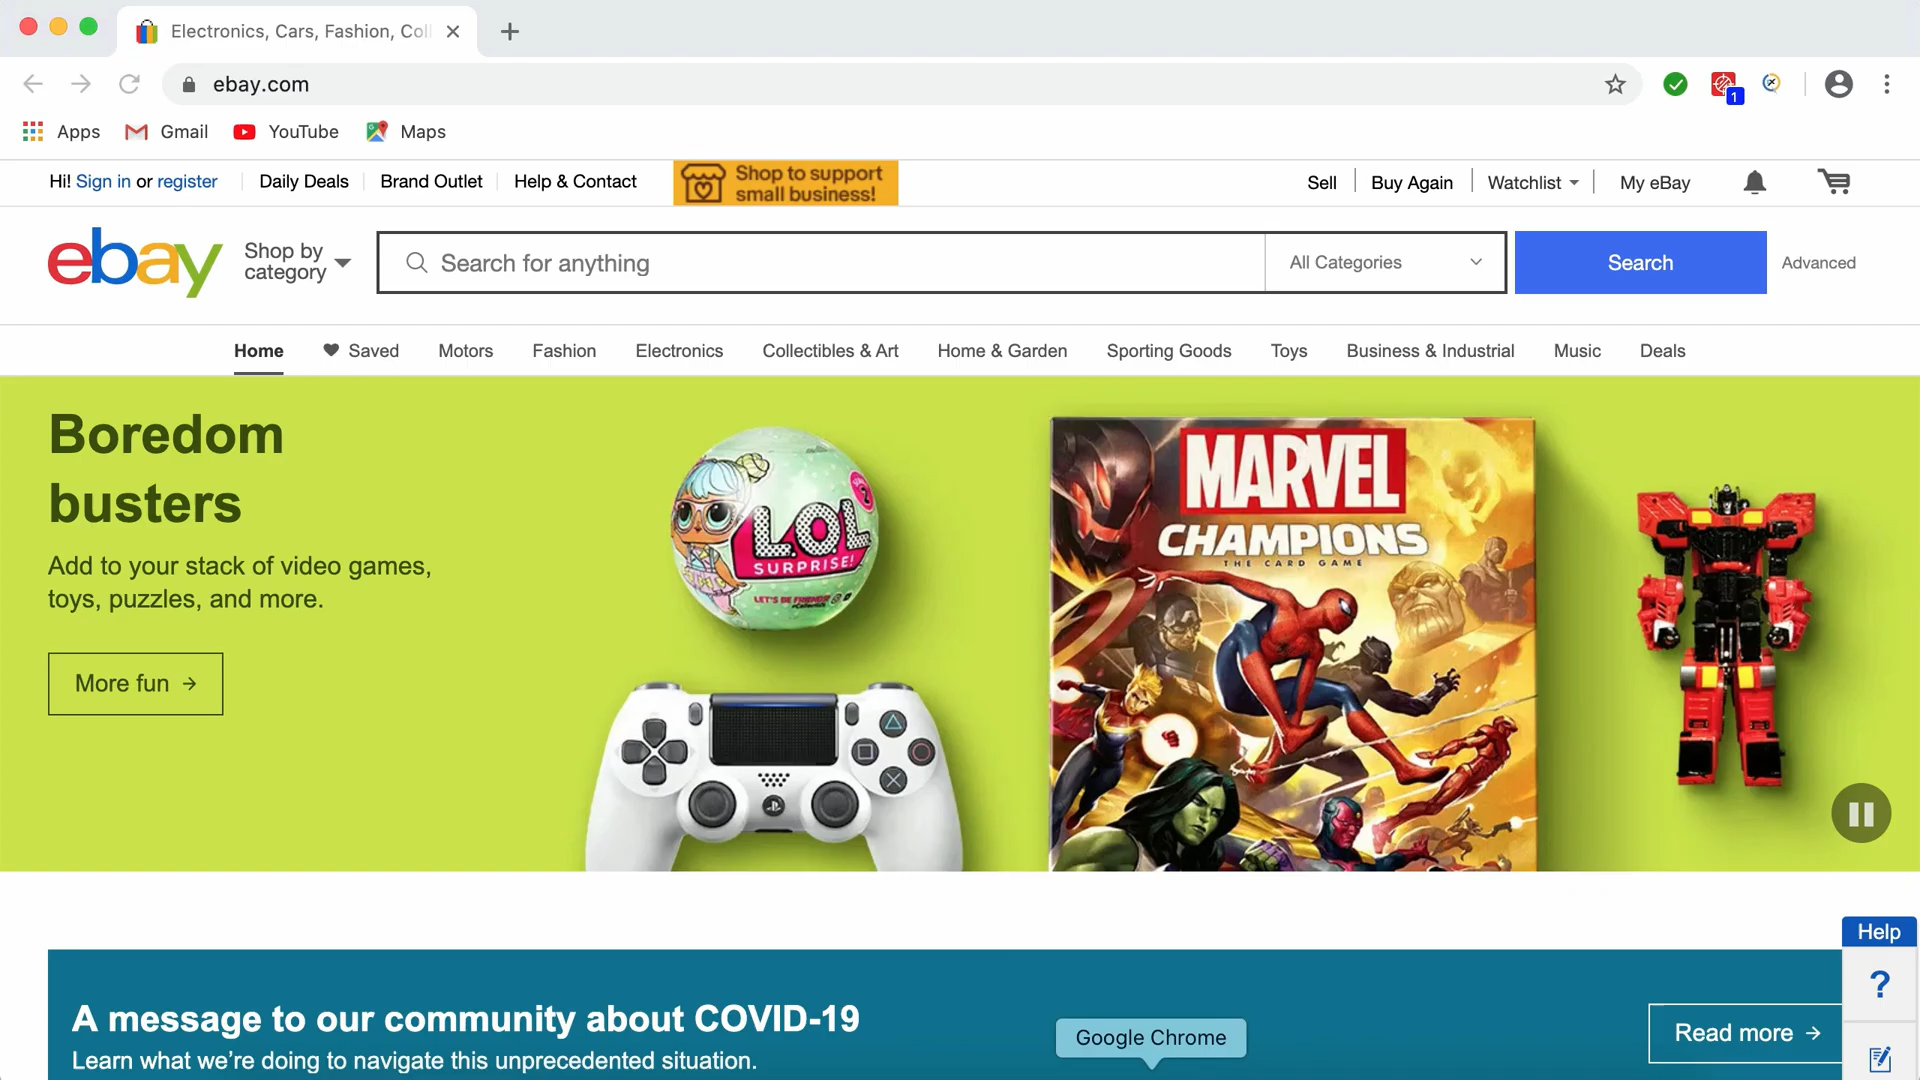 Electronics, Cars, Fashion, Col
ebay.com
1
Apps
Gmail
YouTube
Maps
Hi! Sign in or register
Daily Deals
Brand Outlet
Help & Contact
Shop to support
small business!
Sell
Buy Again
Watchlist
My eBay
ebay
Shop by
category
Search for anything
All Categories
Search
Advanced
Home
Saved
Motors
Fashion
Electronics
Collectibles & Art
Home & Garden
Sporting Goods
Toys
Business & Industrial
Music
Deals
Boredom
busters
Add to your stack of video games,
toys, puzzles, and more.
More fun
L.O.L
SURPRISE!
LET'S BE FRIENDS!
MARVEL
CHAMPIONS
THE CARD GAME
Help
?
A message to our community about COVID-19
Learn what we're doing to navigate this unprecedented situation.
Google Chrome
Read more